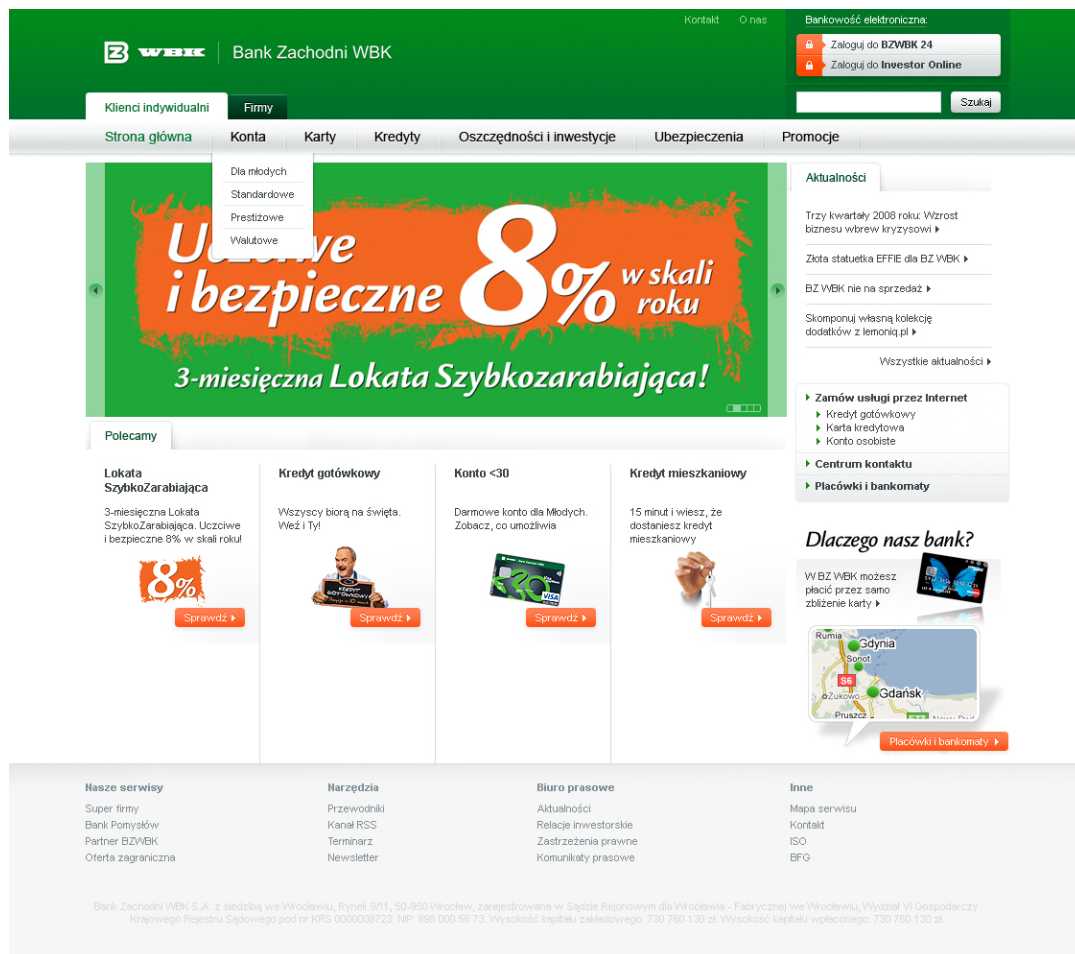 Kontakt O nas
Bankowość elektroniczna:
WBK Bank Zachodni WBK
Zaloguj do BZWBK 24
Zaloguj do Investor Online
Klienci indywidualni Firmy
Szukaj
Strona główna Konta Karty Kredyty Oszczędności i inwestycje Ubezpieczenia Promocje
Dla młodych
Standardowe
Prestiżowe
Walutowe
i bezpieczne 8% w skali
roku
3-miesięczna Lokata Szybkozarabiająca!
Aktualności
Trzy kwartały 2008 roku: Wzrost
biznesu wbrew kryzysowi
Złota statuetka EFFIE dla BZ WBK
BZ WBK nie na sprzedaż
Skomponuj własną kolekcję
dodatków z lemoniq.pl
Wszystkie aktualności
Zamów usługi przez Internet
Kredyt gotówkowy
Karta kredytowa
Konto osobiste
Centrum kontaktu
Placówki i bankomaty
Polecamy
Lokata
SzybkoZarabiająca
3-miesięczna Lokata
SzybkoZarabiająca. Uczciwe
i bezpieczne 8% w skali roku!
8%
Sprawdź
Kredyt gotówkowy
Wszyscy biorą na święta.
Weź i Ty!
KREDYT
GOTÓWKOWY
Sprawdź
Konto <30
Darmowe konto dla Młodych.
Zobacz, co umożliwia
VISA
Sprawdź
Kredyt mieszkaniowy
15 minut i wiesz, że
dostaniesz kredyt
mieszkaniowy
Sprawdź
Dlaczego nasz bank?
W BZ WBK możesz
płacić przez samo
zbliżenie karty
Rumia
Gdynia
Sopot
S6
Żukowo
Gdańsk
Pruszcz
Placówki i bankomaty
Nasze serwisy
Super firmy
Bank Pomysłów
Partner BZWBK
Oferta zagraniczna
Narzędzia
Przewodniki
Kanał RSS
Terminarz
Newsletter
Biuro prasowe
Aktualności
Relacje inwestorskie
Zastrzeżenia prawne
Komunikaty prasowe
Inne
Mapa serwisu
Kontakt
ISO
BFG
Bank Zachodni WBK S.A. z siedzibą we Wrocławiu, Rynek 9/11, 50-950 Wrocław, zarejestrowana w Sądzie Rejonowym dla Wrocławia - Fabrycznej we Wrocławiu, Wydział VI Gospodarczy
Krajowego Rejestru Sądowego pod nr KRS 0000008723. NIP: 896 000 56 73. Wysokość kapitału zakładowego: 730 760 130 zł. Wysokość kapitału wpłaconego: 730 760 130 zł.